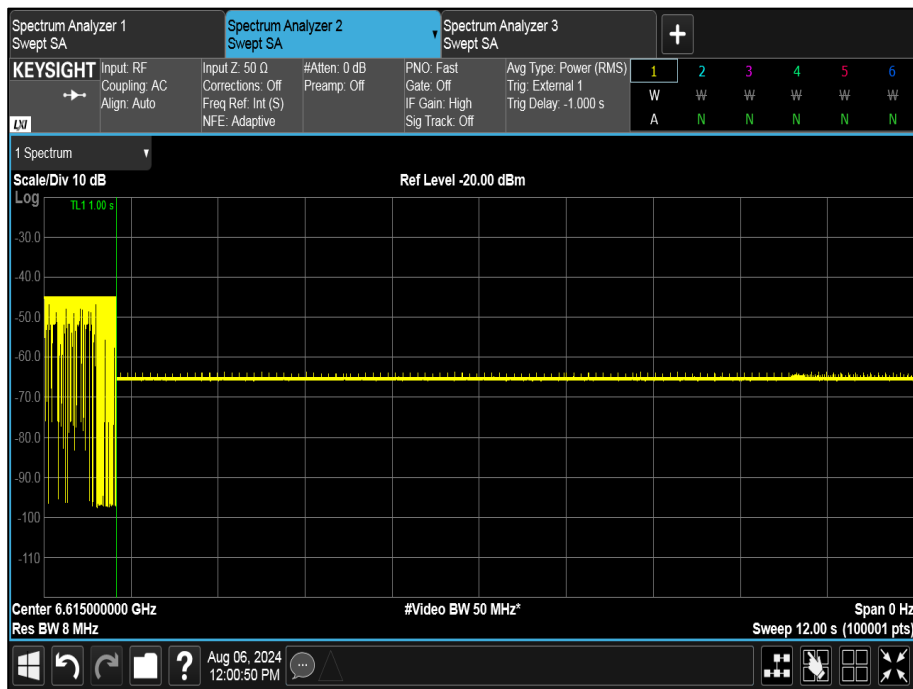 Spectrum Analyzer 1
Swept SA
Spectrum Analyzer 2
Swept SA
Spectrum Analyzer 3
Swept SA
+
KEYSIGHT
LXI
Input: RF
Coupling: AC
Align: Auto
Input Z: 50 Ω
Corrections: Off
Freq Ref: Int (S)
NFE: Adaptive
#Atten: 0 dB
Preamp: Off
PNO: Fast
Gate: Off
IF Gain: High
Sig Track: Off
Avg Type: Power (RMS)
Trig: External 1
Trig Delay: -1.000 s
1 2 3 4 5 6
W W W W W W
A N N N N N
1 Spectrum
Scale/Div 10 dB
Ref Level -20.00 dBm
Log
TL1 1.00 s
-30.0
-40.0
-50.0
-60.0
-70.0
-80.0
-90.0
-100
-110
Center 6.615000000 GHz
#Video BW 50 MHz*
Span 0 Hz
Res BW 8 MHz
Sweep 12.00 s (100001 pts)
?
Aug 06, 2024
12:00:50 PM